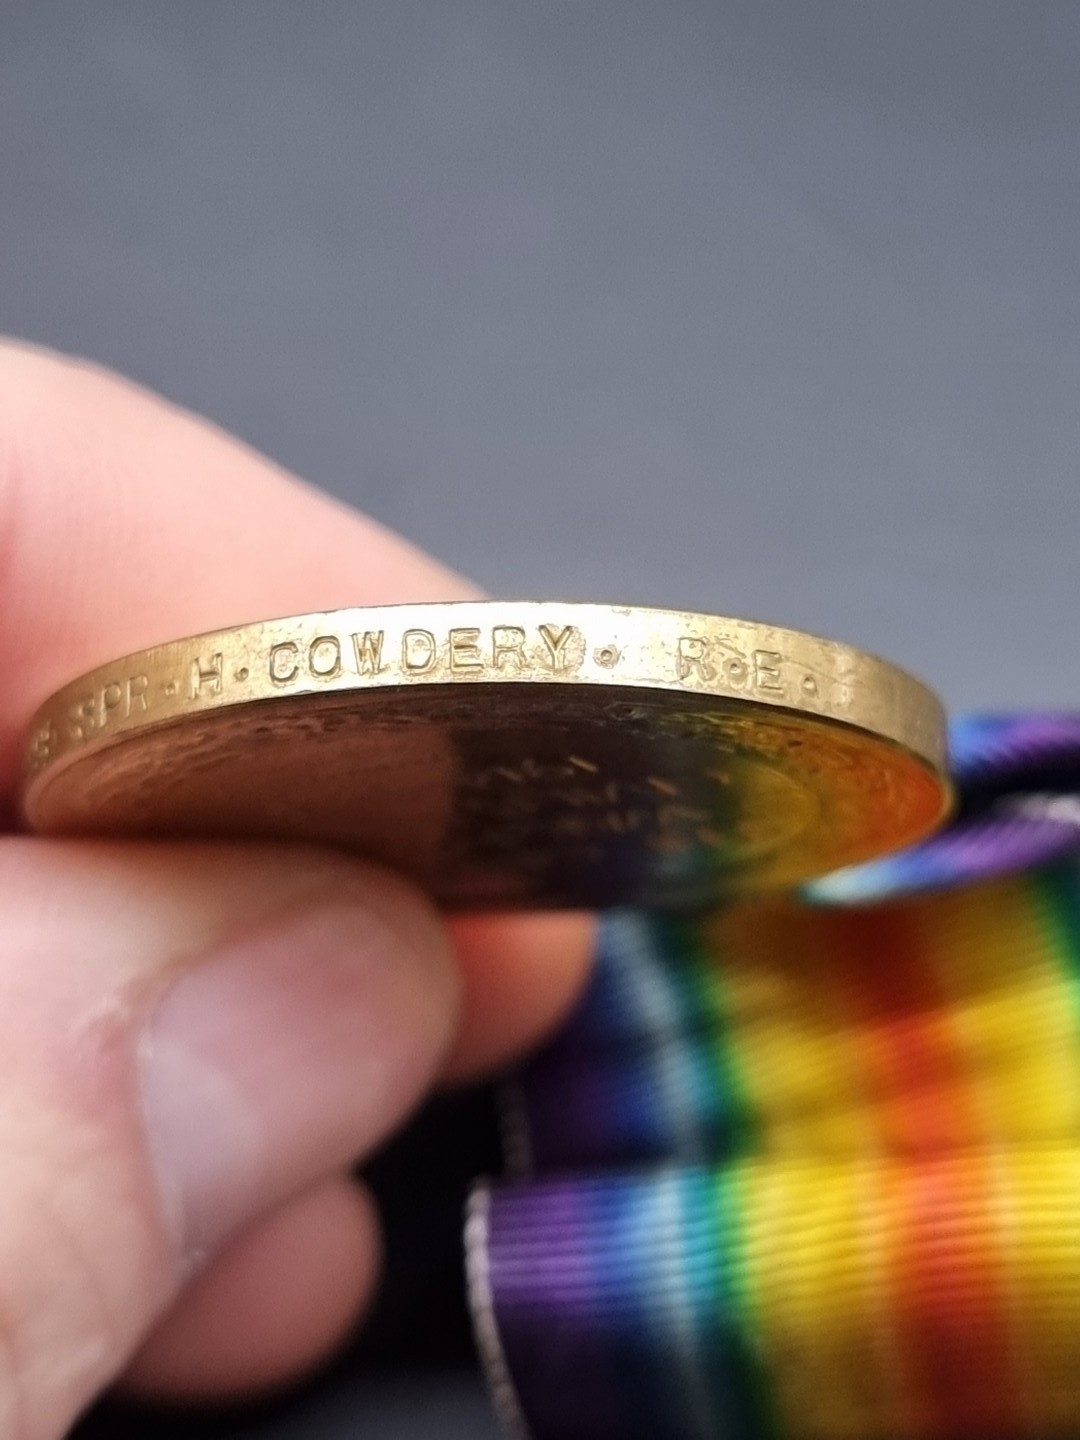 SPR · H · COWDERY · R · E ·